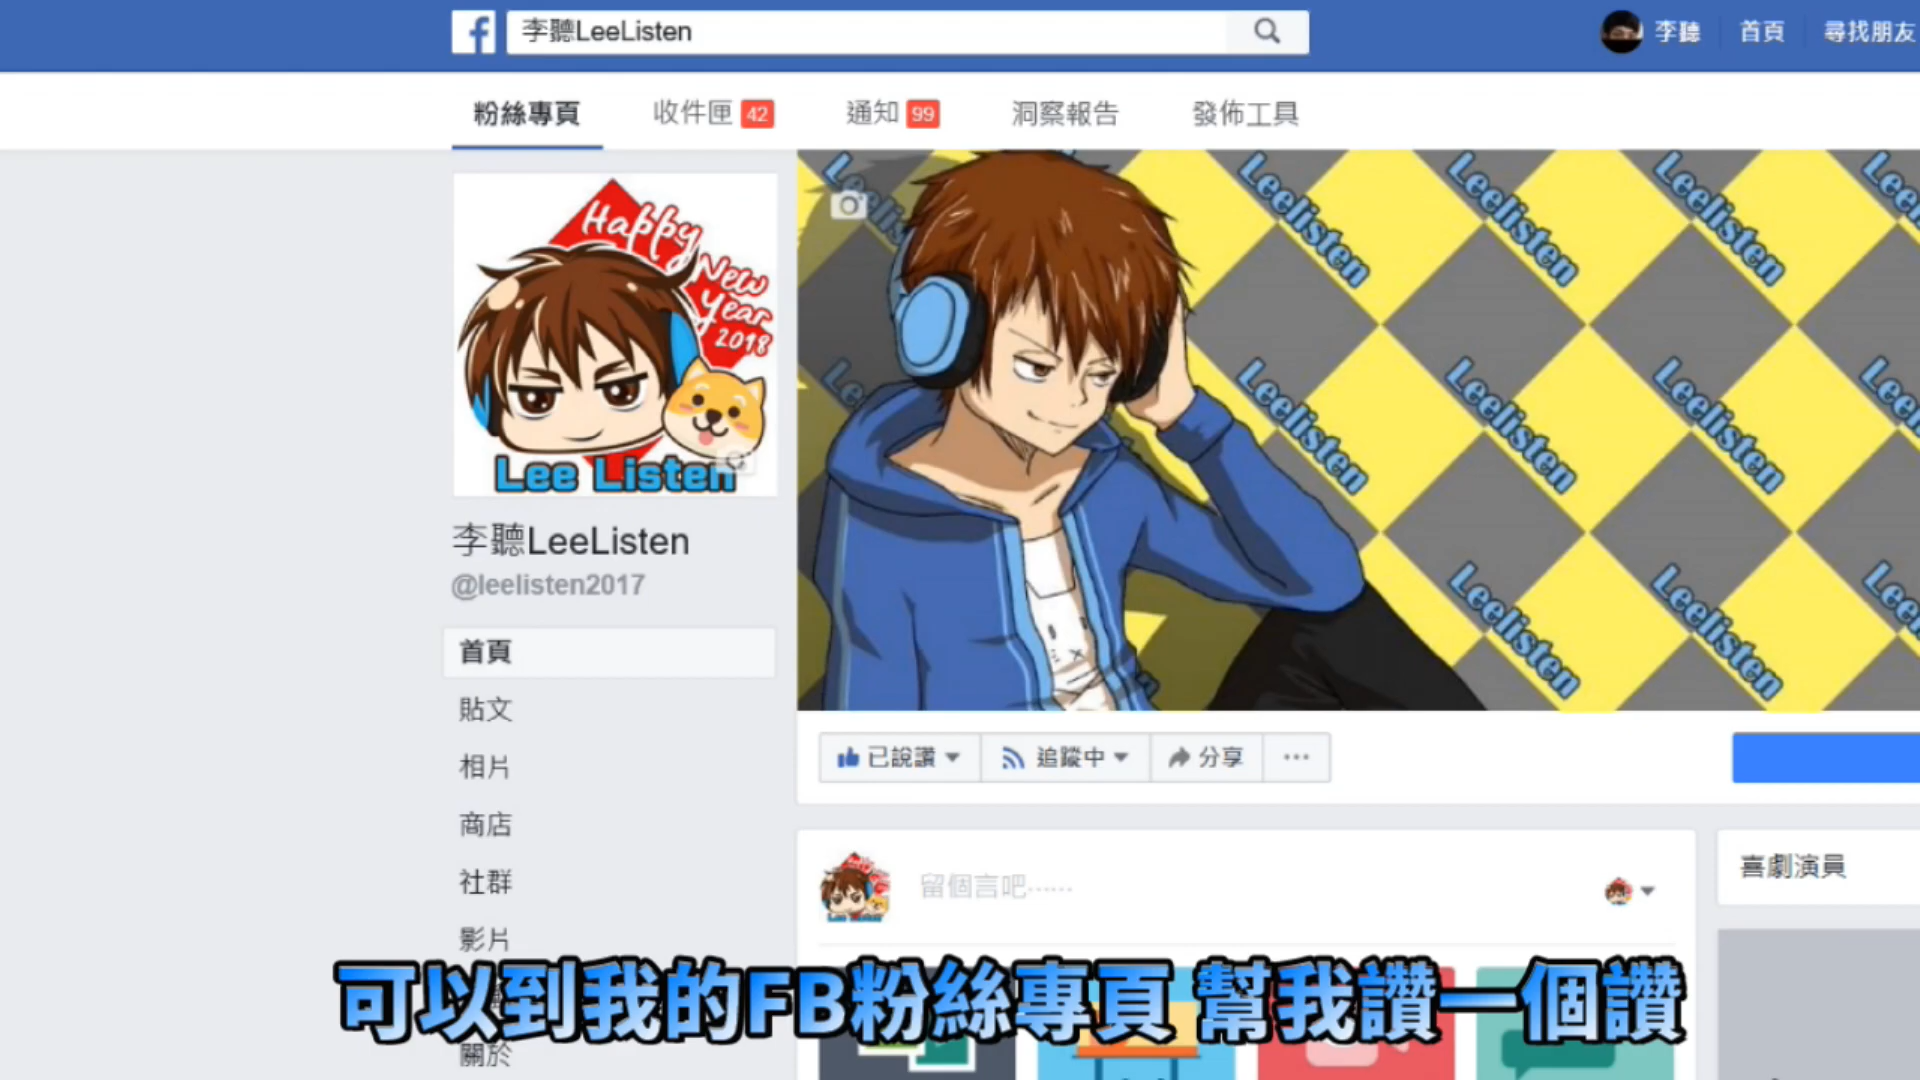 李聽LeeListen
李聽 首頁 尋找朋友
粉絲專頁 收件匣 42 通知 99 洞察報告 發佈工具
Happy
New
Year
2018
Lee Listen
李聽LeeListen
@leelisten2017
首頁
貼文
相片
商店
社群
影片
關於
Leelisten Leelisten Leelisten
Leelisten Leelisten Leelisten
Leelisten Leelisten
已說讚 追蹤中 分享 ...
留個言吧......
喜劇演員
可以到我的FB粉絲專頁 幫我讚一個讚